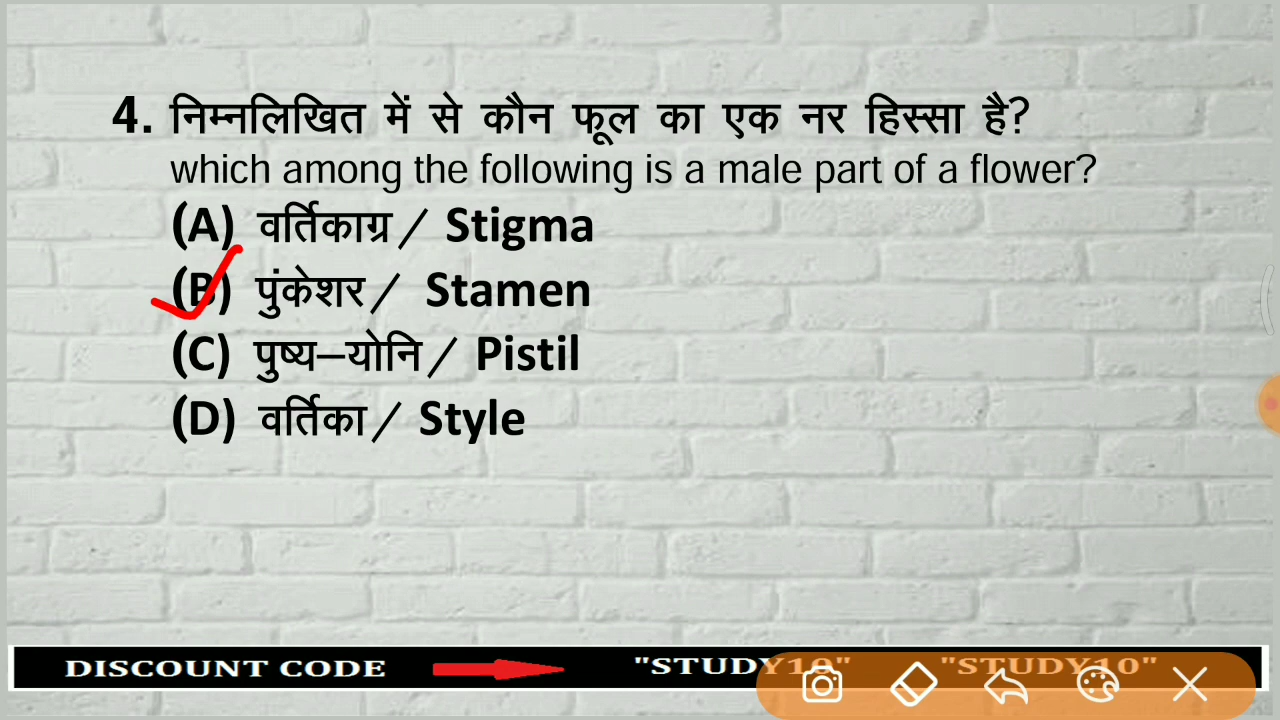 4. निम्नलिखित में से कौन फूल का एक नर हिस्सा है?
which among the following is a male part of a flower?
(A) वर्तिकाग्र / Stigma
(B) पुंकेशर / Stamen
(C) पुष्य–योनि / Pistil
(D) वर्तिका / Style
DISCOUNT CODE "STUDY10" "STUDY10"